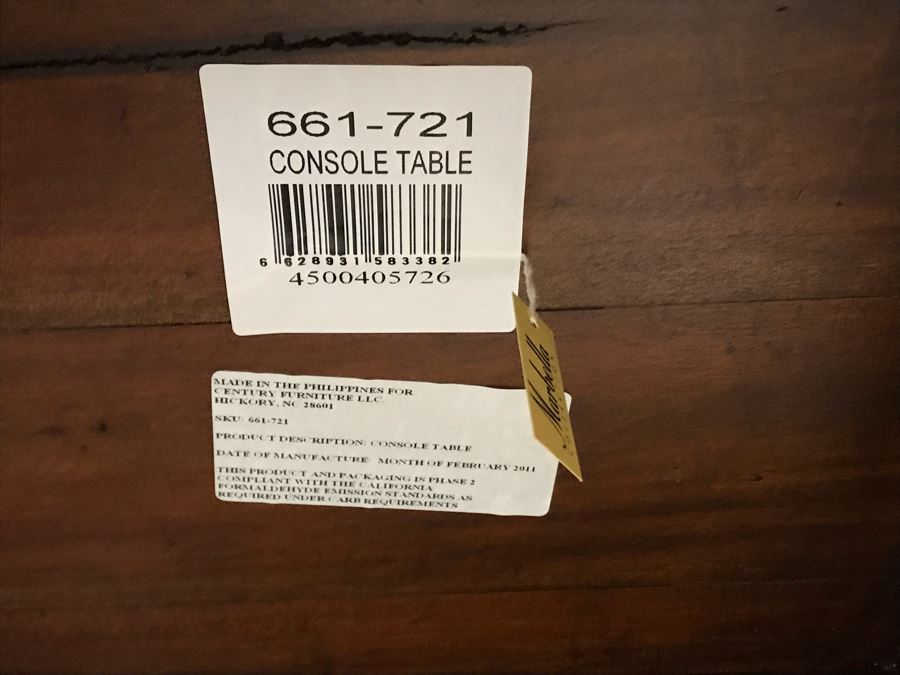 661-721
CONSOLE TABLE
6 628931 583382
4500405726
Marbella
MADE IN THE PHILIPPINES FOR
CENTURY FURNITURE LLC.
HICKORY, NC 28601
SKU: 661-721
PRODUCT DESCRIPTION: CONSOLE TABLE
DATE OF MANUFACTURE: MONTH OF FEBRUARY 2011
THIS PRODUCT AND PACKAGING IS PHASE 2
COMPLIANT WITH THE CALIFORNIA
FORMALDEHYDE EMISSION STANDARDS AS
REQUIRED UNDER CARB REQUIREMENTS